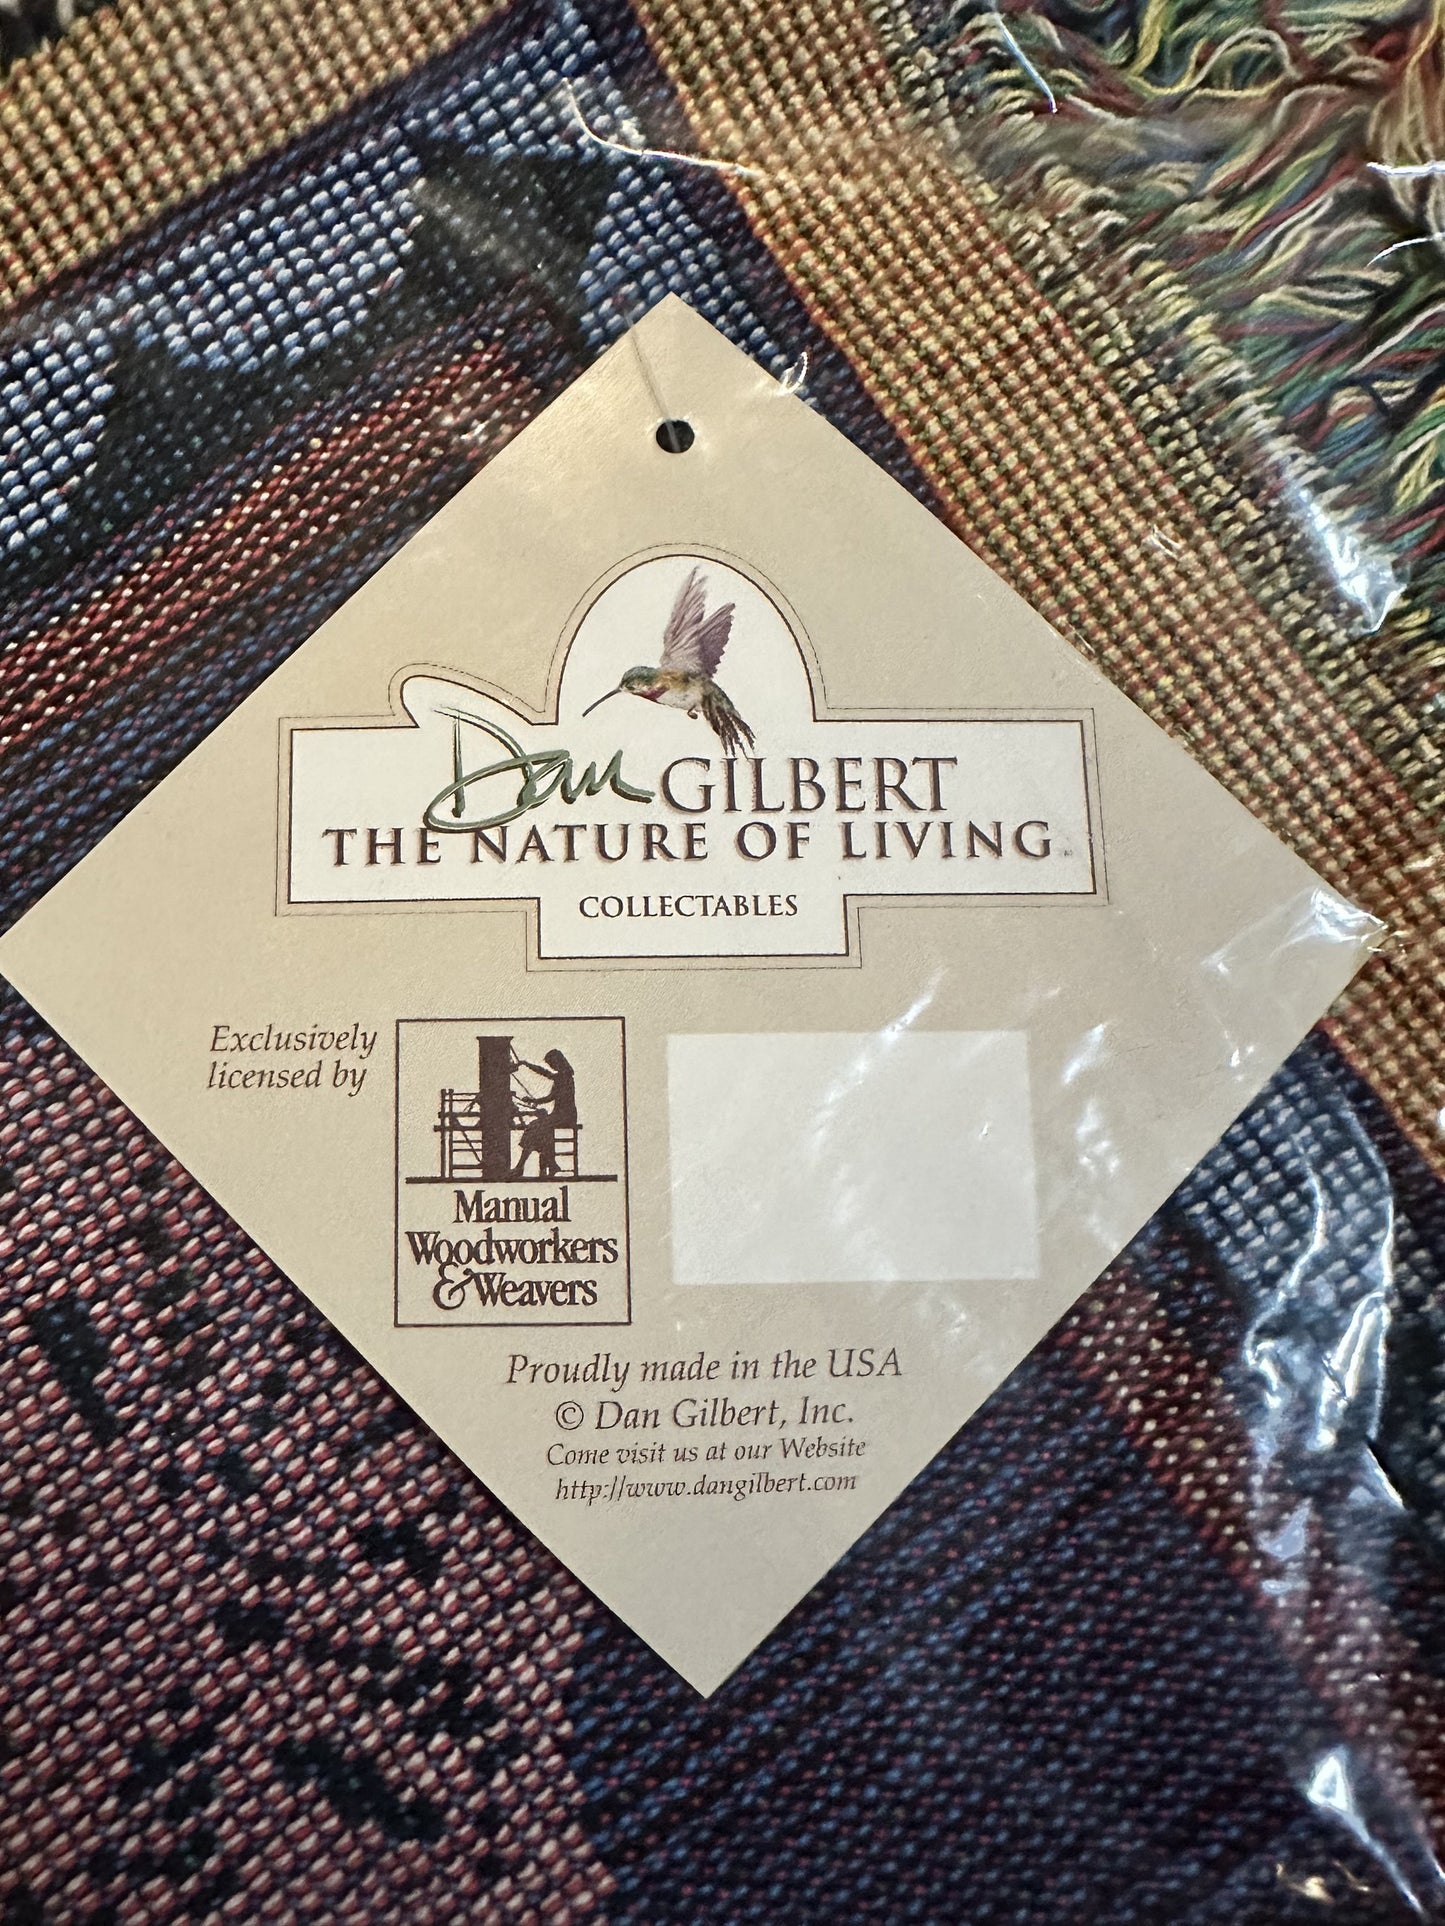 Dan GILBERT
THE NATURE OF LIVING
COLLECTABLES
Exclusively
licensed by
Manual
Woodworkers
& Weavers
Proudly made in the USA
© Dan Gilbert, Inc.
Come visit us at our Website
http://www.dangilbert.com